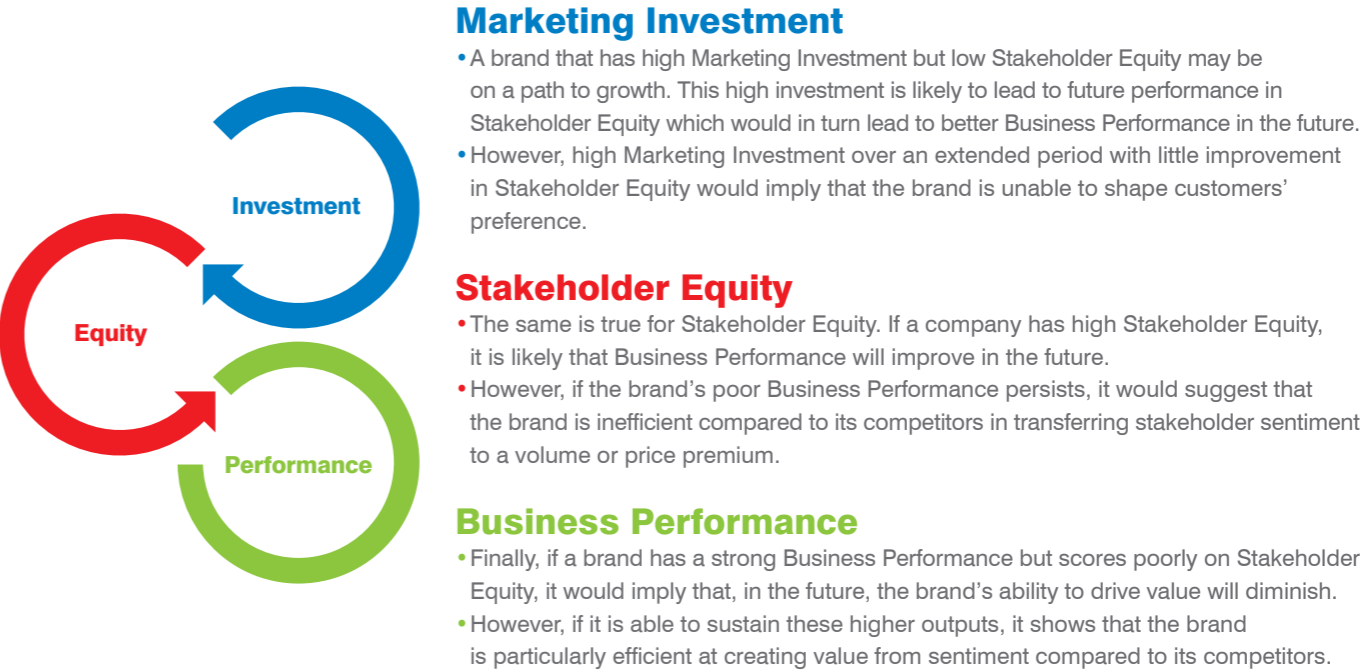 Marketing Investment
•A brand that has high Marketing Investment but low Stakeholder Equity may be
on a path to growth. This high investment is likely to lead to future performance in
Stakeholder Equity which would in turn lead to better Business Performance in the future.
•However, high Marketing Investment over an extended period with little improvement
in Stakeholder Equity would imply that the brand is unable to shape customers’
preference.
Investment
Stakeholder Equity
•The same is true for Stakeholder Equity. If a company has high Stakeholder Equity,
it is likely that Business Performance will improve in the future.
•However, if the brand’s poor Business Performance persists, it would suggest that
the brand is inefficient compared to its competitors in transferring stakeholder sentiment
to a volume or price premium.
Equity
Business Performance
•Finally, if a brand has a strong Business Performance but scores poorly on Stakeholder
Equity, it would imply that, in the future, the brand’s ability to drive value will diminish.
•However, if it is able to sustain these higher outputs, it shows that the brand
is particularly efficient at creating value from sentiment compared to its competitors.
Performance